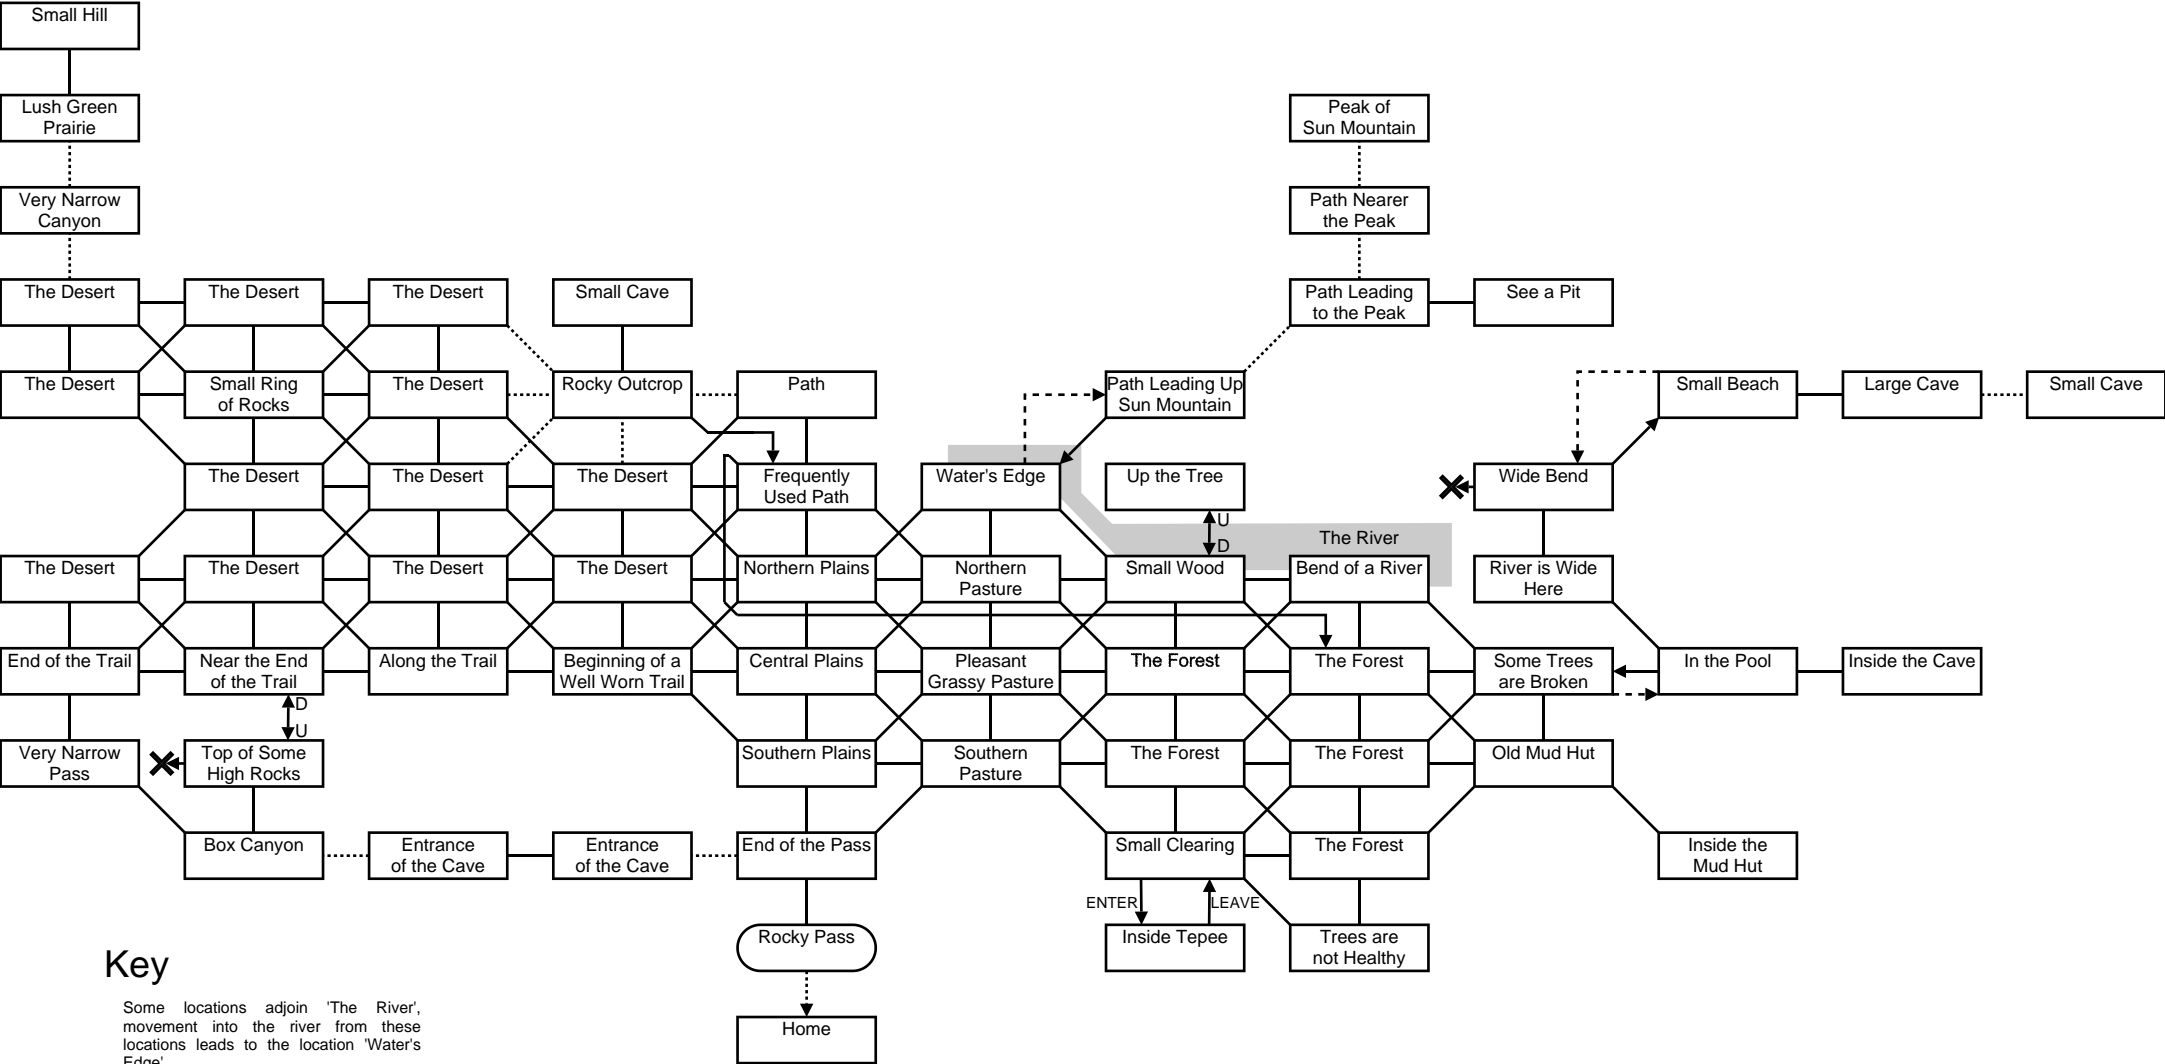 Small Hill
Lush Green
Prairie
Peak of
Sun Mountain
Very Narrow
Canyon
Path Nearer
the Peak
The Desert
The Desert
The Desert
Small Cave
Path Leading
to the Peak
See a Pit
The Desert
Small Ring
of Rocks
The Desert
Rocky Outcrop
Path
Path Leading Up
Sun Mountain
Small Beach
Large Cave
Small Cave
The Desert
The Desert
The Desert
Frequently
Used Path
Water's Edge
Up the Tree
Wide Bend
U
D
The River
The Desert
The Desert
The Desert
The Desert
Northern Plains
Northern
Pasture
Small Wood
Bend of a River
River is Wide
Here
End of the Trail
Near the End
of the Trail
Along the Trail
Beginning of a
Well Worn Trail
Central Plains
Pleasant
Grassy Pasture
The Forest
The Forest
Some Trees
are Broken
In the Pool
Inside the Cave
D
U
Very Narrow
Pass
Top of Some
High Rocks
Southern Plains
Southern
Pasture
The Forest
The Forest
Old Mud Hut
Box Canyon
Entrance
of the Cave
Entrance
of the Cave
End of the Pass
Small Clearing
The Forest
Inside the
Mud Hut
ENTER
LEAVE
Rocky Pass
Inside Tepee
Trees are
not Healthy
Key
Some locations adjoin 'The River',
movement into the river from these
locations leads to the location 'Water's
Edge'
Home